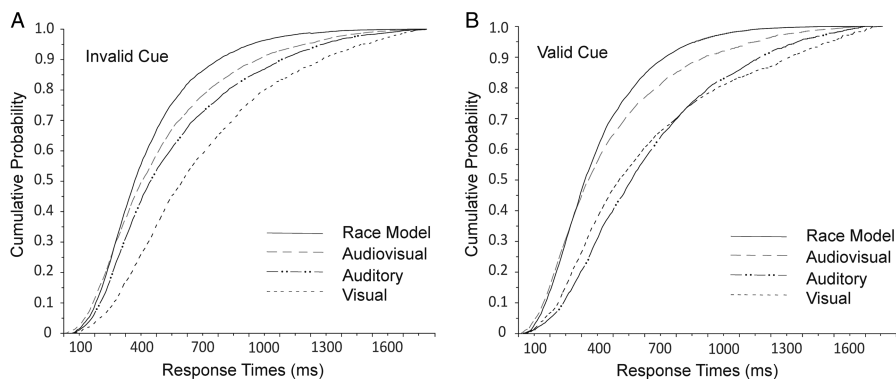 A
Invalid Cue
Cumulative Probability
1.0
0.9
0.8
0.7
0.6
0.5
0.4
0.3
0.2
0.1
0
Race Model
Audiovisual
Auditory
Visual
100 400 700 1000 1300 1600
Response Times (ms)
B
Valid Cue
Cumulative Probability
1.0
0.9
0.8
0.7
0.6
0.5
0.4
0.3
0.2
0.1
0
Race Model
Audiovisual
Auditory
Visual
100 400 700 1000 1300 1600
Response Times (ms)